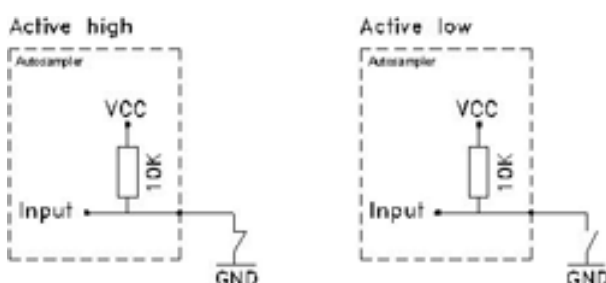 Active high
Autosampler
VCC
10K
Input
GND
Active low
Autosampler
VCC
10K
Input
GND